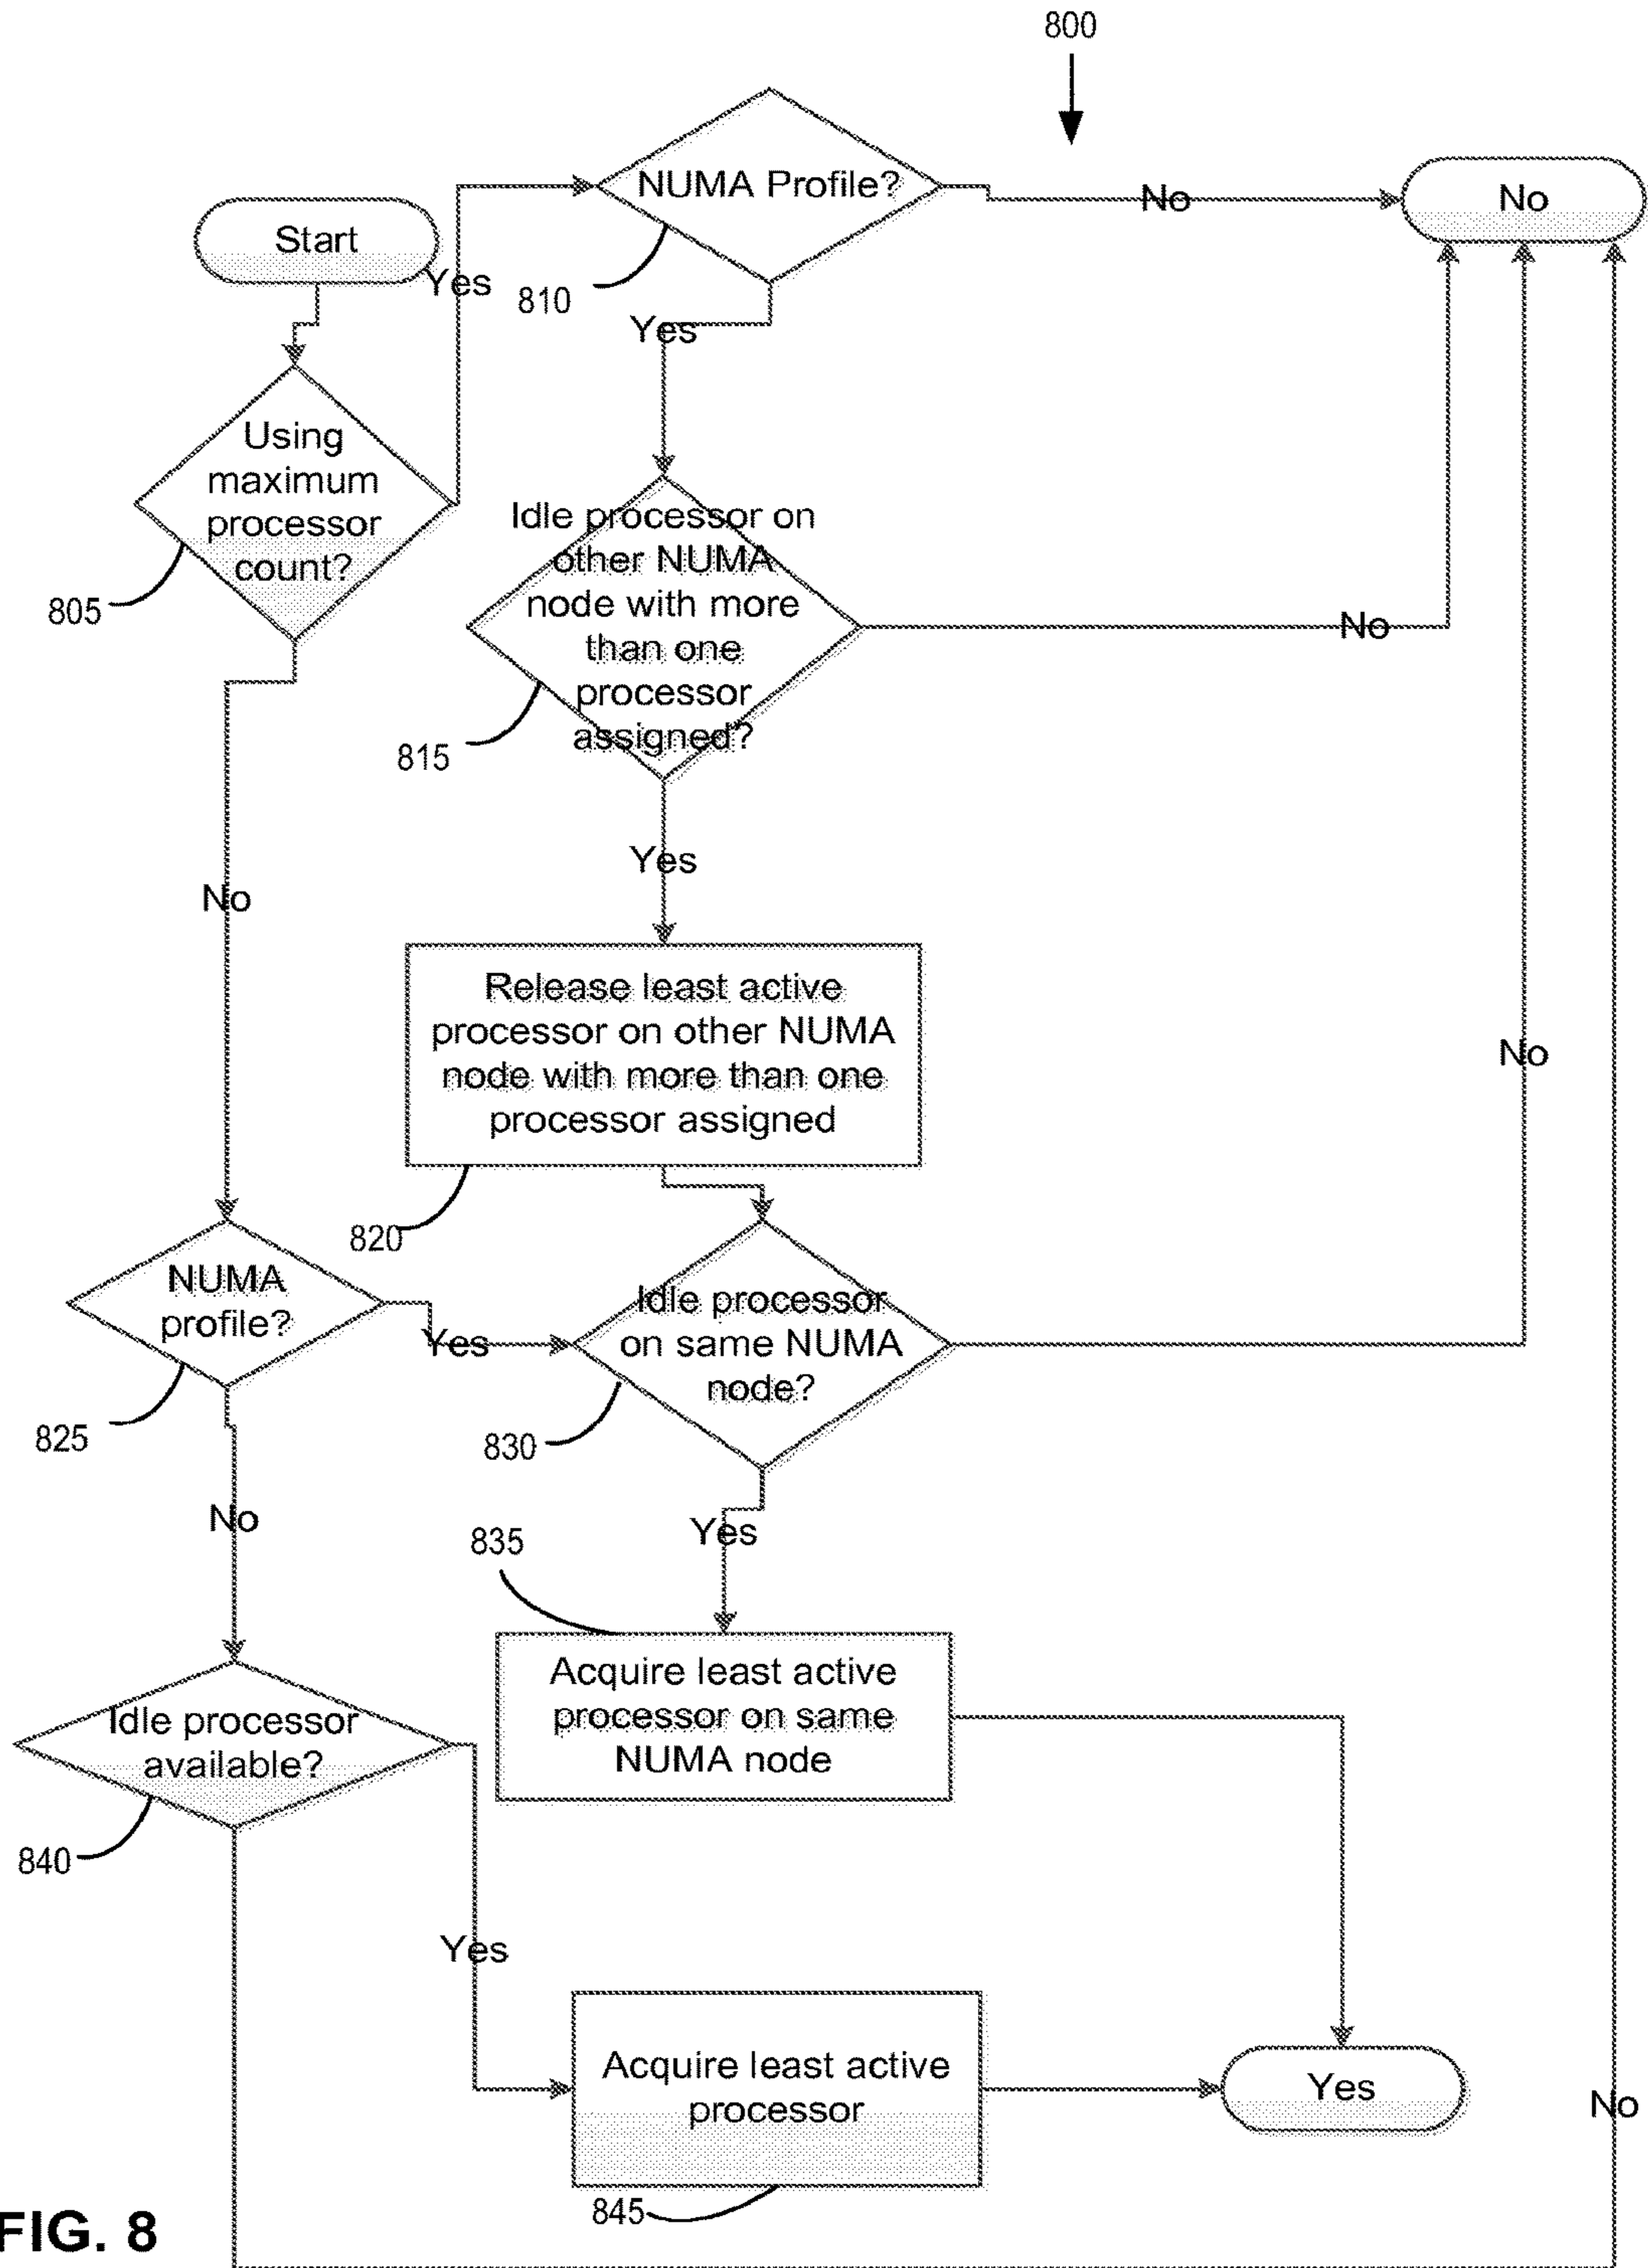 800
NUMA Profile?
No
No
Start
Yes
810
Yes
Using
maximum
processor
count?
805
Idle processor on
other NUMA
node with more
than one
processor
assigned?
No
815
Yes
No
Release least active
processor on other NUMA
node with more than one
processor assigned
No
820
NUMA
profile?
Yes
Idle processor
on same NUMA
node?
825
830
No
Yes
835
Acquire least active
processor on same
NUMA node
Idle processor
available?
840
Yes
Acquire least active
processor
Yes
No
845
FIG. 8